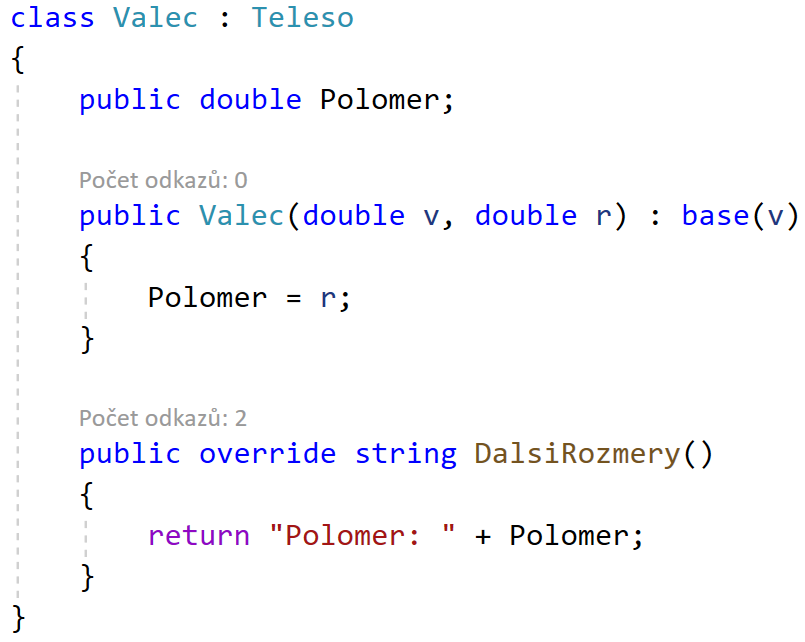 class Valec : Teleso
{
    public double Polomer;

    Počet odkazů: 0
    public Valec(double v, double r) : base(v)
    {
        Polomer = r;
    }

    Počet odkazů: 2
    public override string DalsiRozmery()
    {
        return "Polomer: " + Polomer;
    }
}